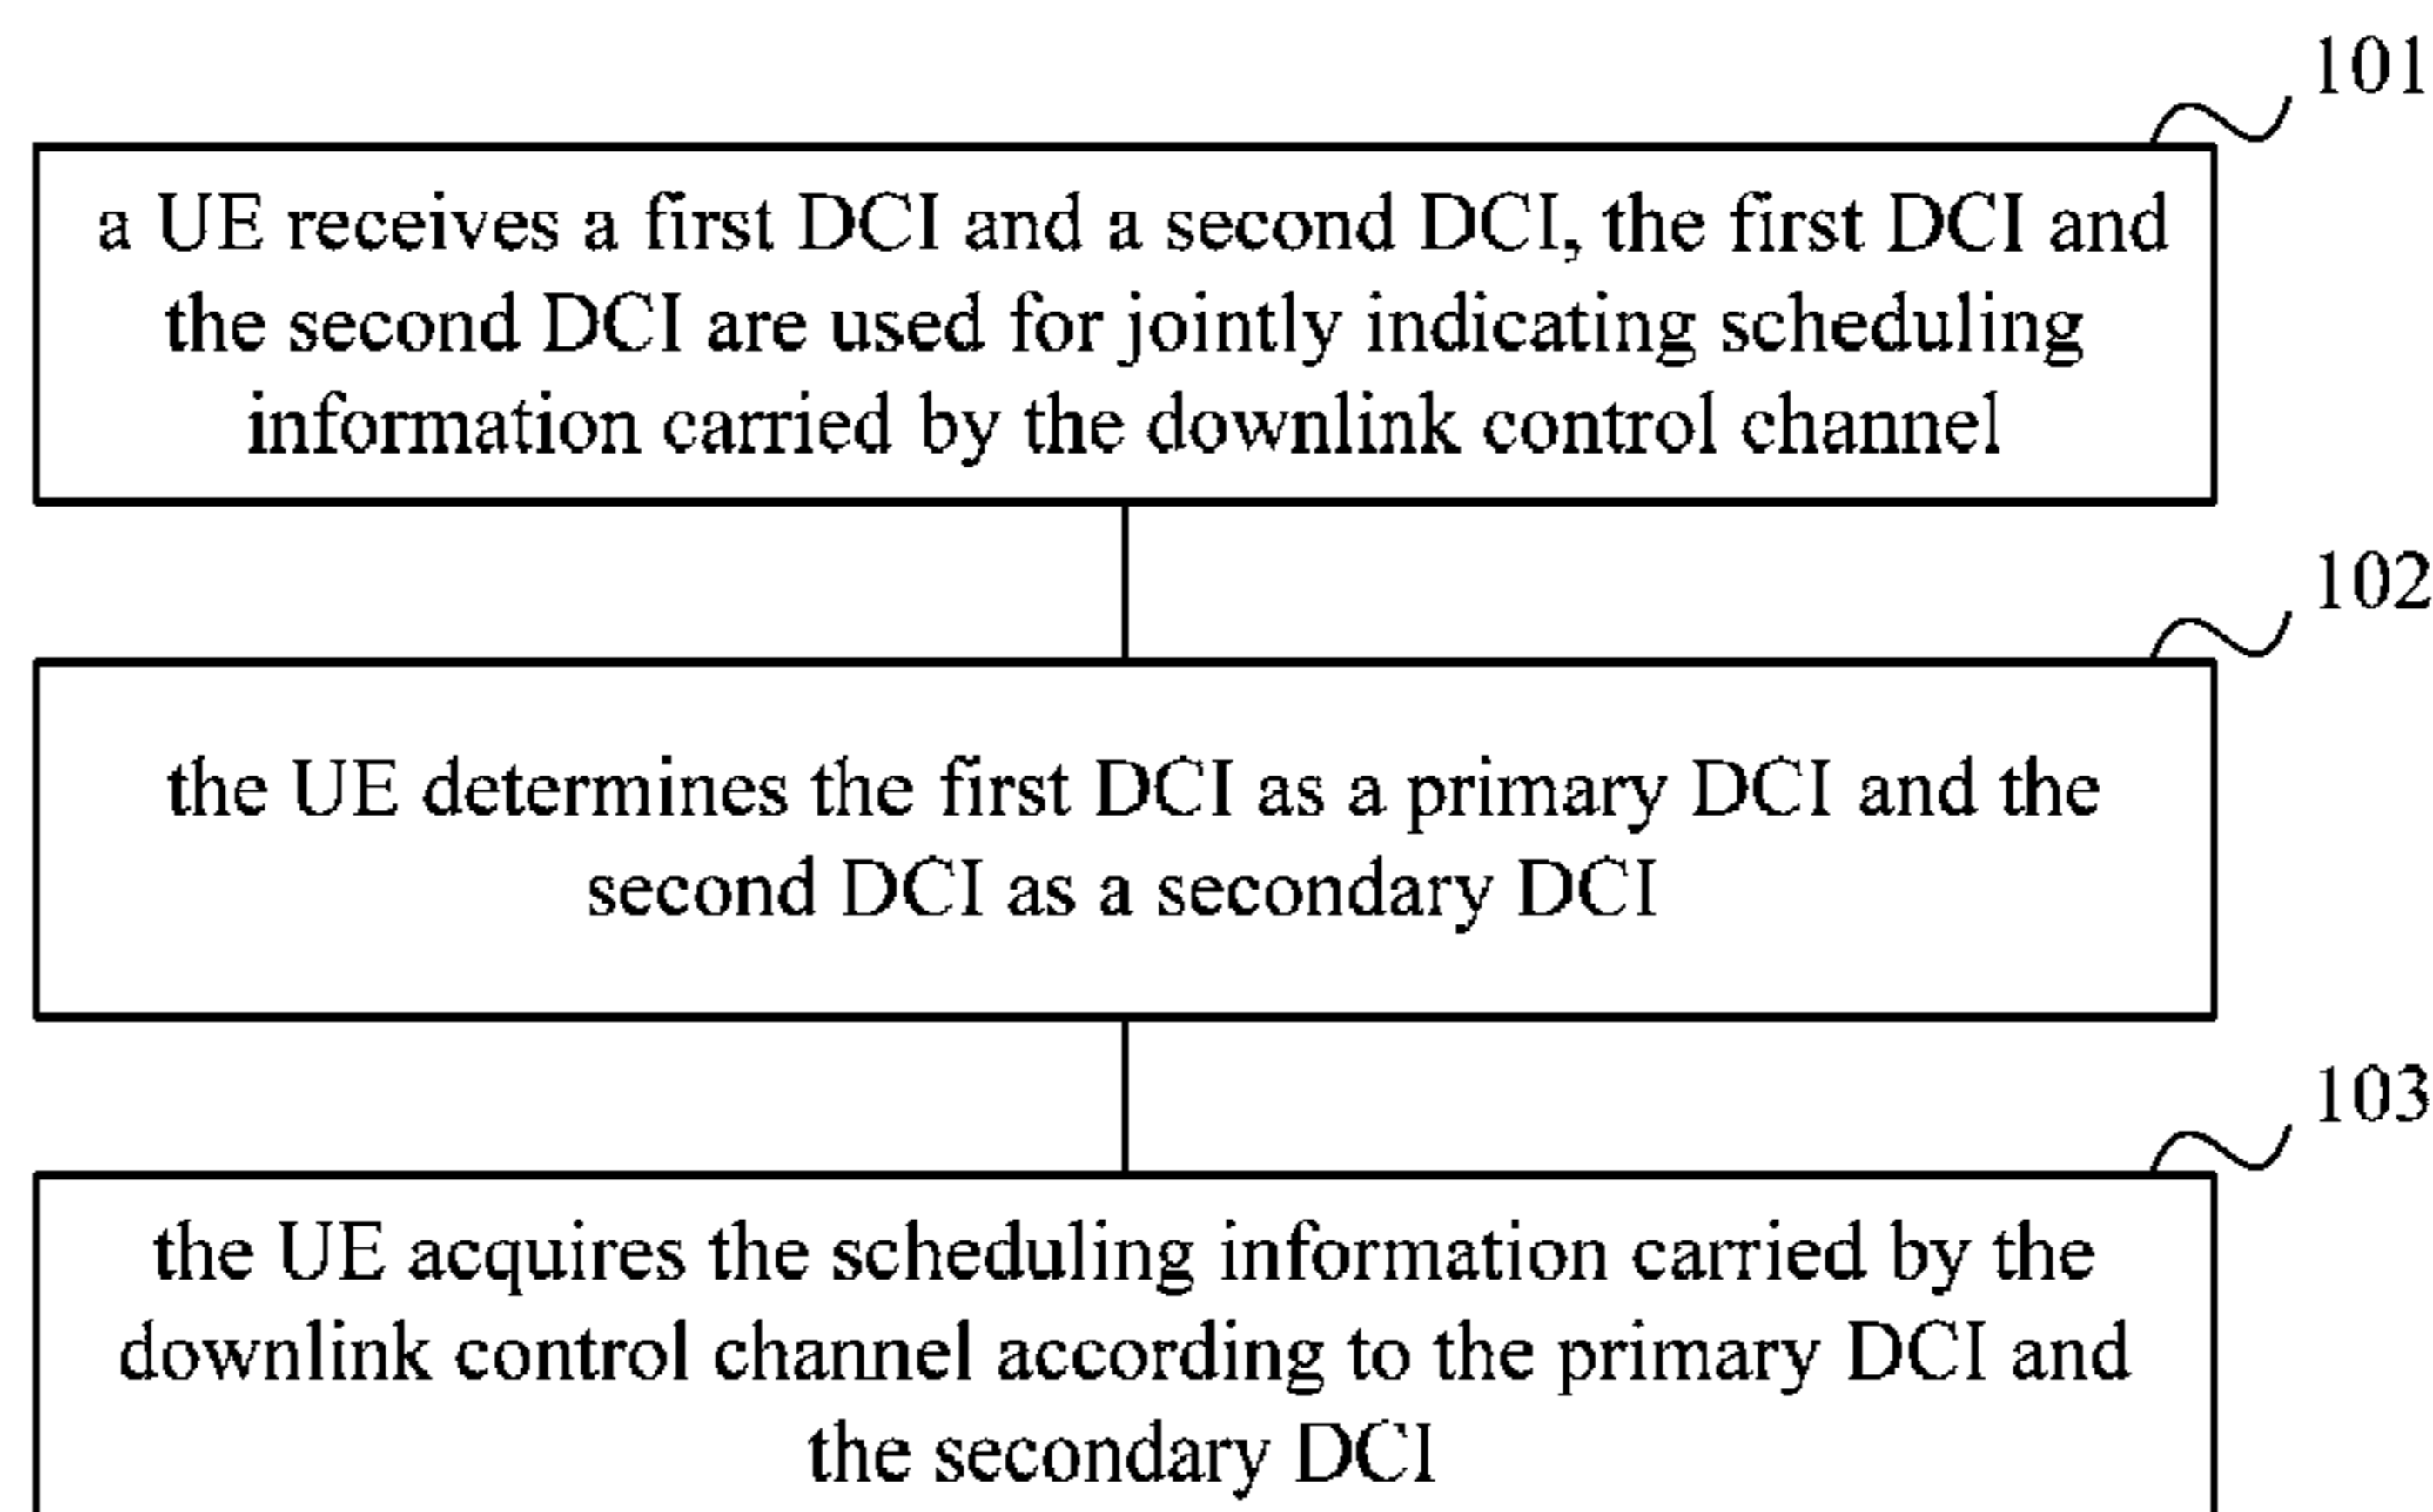 101
a UE receives a first DCI and a second DCI, the first DCI and
the second DCI are used for jointly indicating scheduling
information carried by the downlink control channel
102
the UE determines the first DCI as a primary DCI and the
second DCI as a secondary DCI
103
the UE acquires the scheduling information carried by the
downlink control channel according to the primary DCI and
the secondary DCI